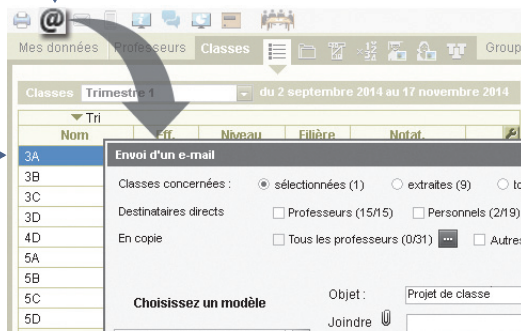 @
Mes données Professeurs Classes Group
Classes Trimestre 1 du 2 septembre 2014 au 17 novembre 2014
Tri
Nom Eff. Niveau Filière Notat.
3A
3B
3C
3D
4D
5A
5B
5C
5D
Envoi d'un e-mail
Classes concernées : sélectionnées (1) extraites (9) to
Destinataires directs Professeurs (15/15) Personnels (2/19)
En copie Tous les professeurs (0/31) ... Autres
Choisissez un modèle
Objet : Projet de classe
Joindre